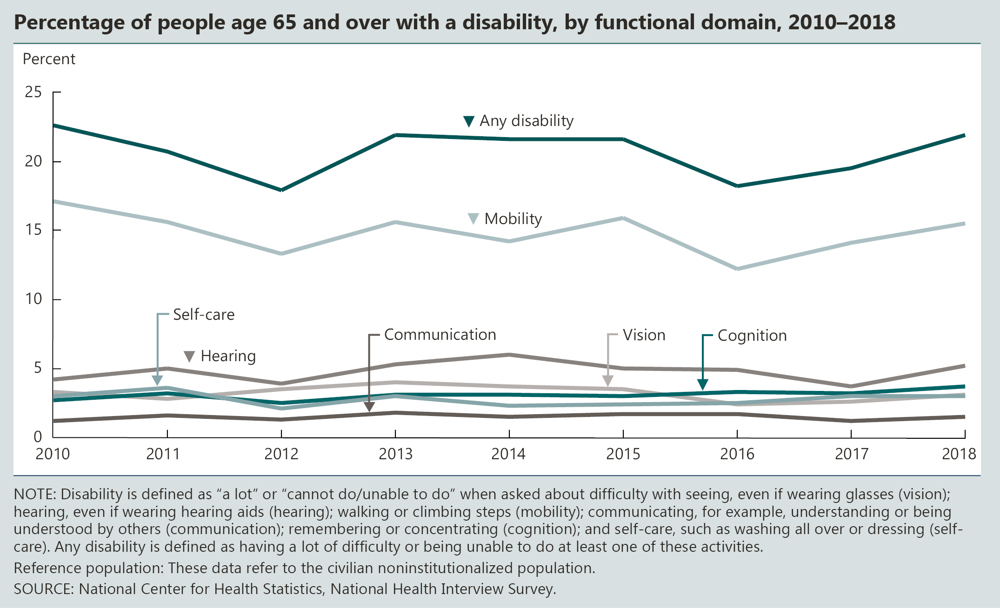 Percentage of people age 65 and over with a disability, by functional domain, 2010–2018
Percent
25
Any disability
20
Mobility
15
10
Self-care
Communication
Vision
Cognition
Hearing
5
0
2010
2011
2012
2013
2014
2015
2016
2017
2018
NOTE: Disability is defined as “a lot” or “cannot do/unable to do” when asked about difficulty with seeing, even if wearing glasses (vision);
hearing, even if wearing hearing aids (hearing); walking or climbing steps (mobility); communicating, for example, understanding or being
understood by others (communication); remembering or concentrating (cognition); and self-care, such as washing all over or dressing (self-
care). Any disability is defined as having a lot of difficulty or being unable to do at least one of these activities.
Reference population: These data refer to the civilian noninstitutionalized population.
SOURCE: National Center for Health Statistics, National Health Interview Survey.